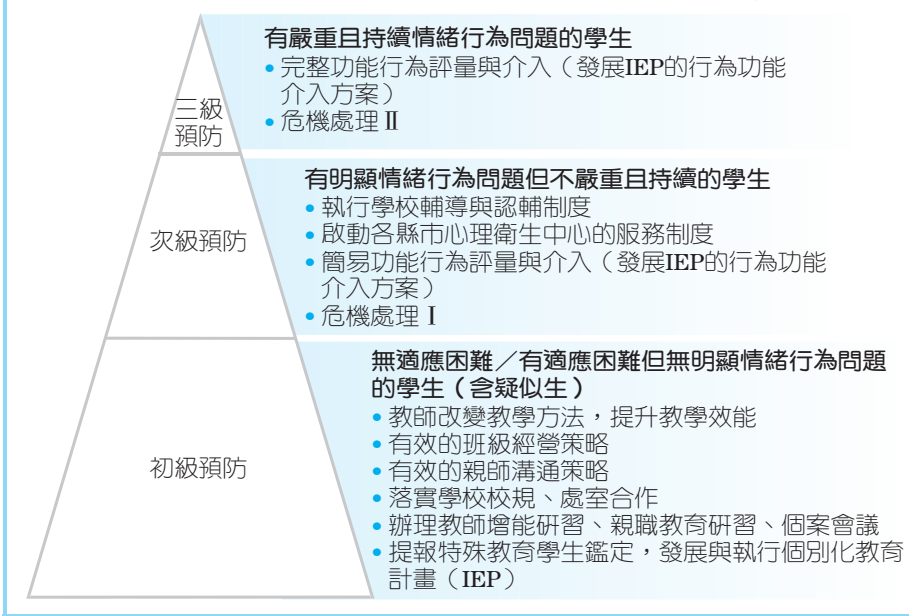 有嚴重且持續情緒行為問題的學生
•完整功能行為評量與介入（發展IEP的行為功能
介入方案）
•危機處理Ⅱ
三級
預防
有明顯情緒行為問題但不嚴重且持續的學生
•執行學校輔導與認輔制度
•啟動各縣市心理衛生中心的服務制度
•簡易功能行為評量與介入（發展IEP的行為功能
介入方案）
•危機處理Ⅰ
次級預防
無適應困難／有適應困難但無明顯情緒行為問題
的學生（含疑似生）
•教師改變教學方法，提升教學效能
•有效的班級經營策略
•有效的親師溝通策略
•落實學校校規、處室合作
•辦理教師增能研習、親職教育研習、個案會議
•提報特殊教育學生鑑定，發展與執行個別化教育
計畫（IEP）
初級預防